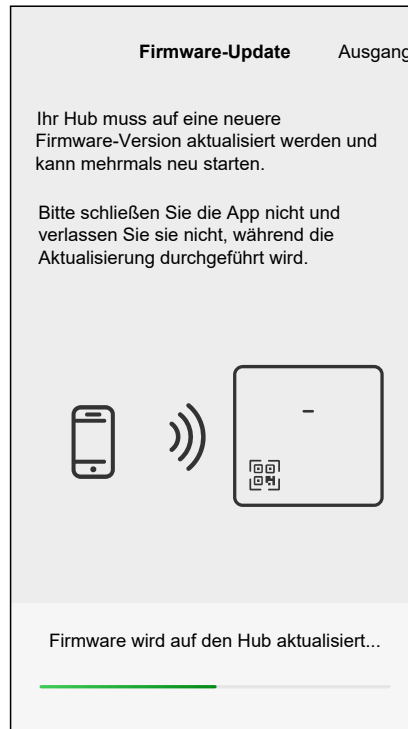 Firmware-Update Ausgang
Ihr Hub muss auf eine neuere
Firmware-Version aktualisiert werden und
kann mehrmals neu starten.
Bitte schließen Sie die App nicht und
verlassen Sie sie nicht, während die
Aktualisierung durchgeführt wird.
Firmware wird auf den Hub aktualisiert...